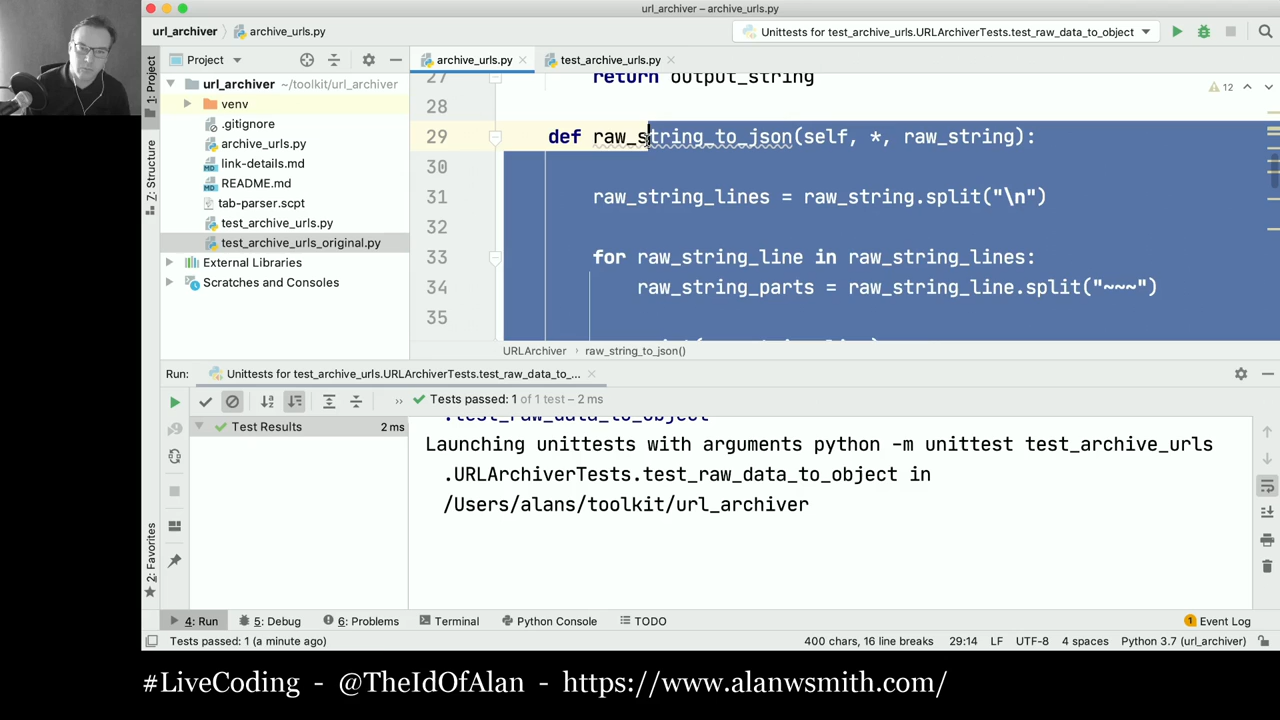 url_archiver – archive_urls.py
url_archiver archive_urls.py
Unittests for test_archive_urls.URLArchiverTests.test_raw_data_to_object
1: Project
Project
archive_urls.py test_archive_urls.py
url_archiver ~/toolkit/url_archiver
venv
.gitignore
archive_urls.py
link-details.md
README.md
tab-parser.scpt
test_archive_urls.py
test_archive_urls_original.py
External Libraries
Scratches and Consoles
Z: Structure
27 return output_string
28
29 def raw_string_to_json(self, *, raw_string):
30
31 raw_string_lines = raw_string.split("\n")
32
33 for raw_string_line in raw_string_lines:
34 raw_string_parts = raw_string_line.split("~~~")
35
12
URLArchiver raw_string_to_json()
Run: Unittests for test_archive_urls.URLArchiverTests.test_raw_data_to_...
Tests passed: 1 of 1 test – 2 ms
Test Results 2 ms
.test_raw_data_to_object
Launching unittests with arguments python -m unittest test_archive_urls
.URLArchiverTests.test_raw_data_to_object in
/Users/alans/toolkit/url_archiver
2: Favorites
4: Run 5: Debug 6: Problems Terminal Python Console TODO 1 Event Log
Tests passed: 1 (a minute ago) 400 chars, 16 line breaks 29:14 LF UTF-8 4 spaces Python 3.7 (url_archiver)
#LiveCoding - @TheIdOfAlan - https://www.alanwsmith.com/